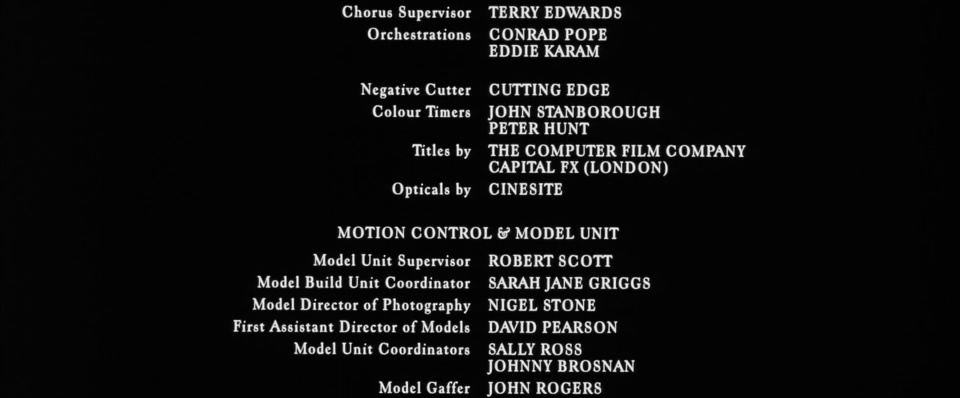 Chorus Supervisor TERRY EDWARDS
Orchestrations CONRAD POPE
EDDIE KARAM
Negative Cutter CUTTING EDGE
Colour Timers JOHN STANBOROUGH
PETER HUNT
Titles by THE COMPUTER FILM COMPANY
CAPITAL FX (LONDON)
Opticals by CINESITE
MOTION CONTROL & MODEL UNIT
Model Unit Supervisor ROBERT SCOTT
Model Build Unit Coordinator SARAH JANE GRIGGS
Model Director of Photography NIGEL STONE
First Assistant Director of Models DAVID PEARSON
Model Unit Coordinators SALLY ROSS
JOHNNY BROSNAN
Model Gaffer JOHN ROGERS